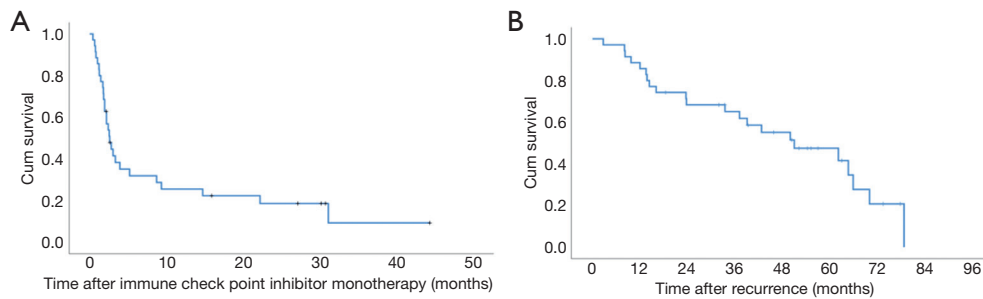 A
Cum survival
1.0
0.8
0.6
0.4
0.2
0.0
0 10 20 30 40 50
Time after immune check point inhibitor monotherapy (months)
B
Cum survival
1.0
0.8
0.6
0.4
0.2
0.0
0 12 24 36 48 60 72 84 96
Time after recurrence (months)